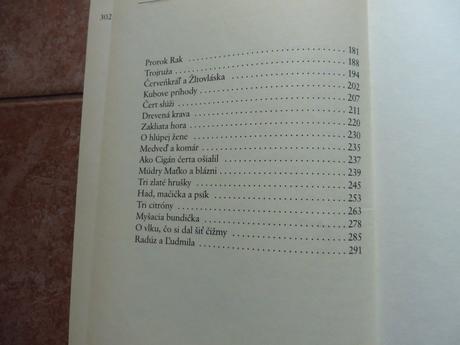 302
Prorok Rak 181
Trojruža 188
Červeňkráľ a Žltovláska 194
Kubove príhody 202
Čert slúži 207
Drevená krava 211
Zakliata hora 220
O hlúpej žene 230
Medveď a komár 235
Ako Cigán čerta ošialil 237
Múdry Maťko a blázni 239
Tri zlaté hrušky 245
Had, mačička a psík 253
Tri citróny 263
Myšacia bundička 278
O vlku, čo si dal šiť čižmy 285
Radúz a Ľudmila 291